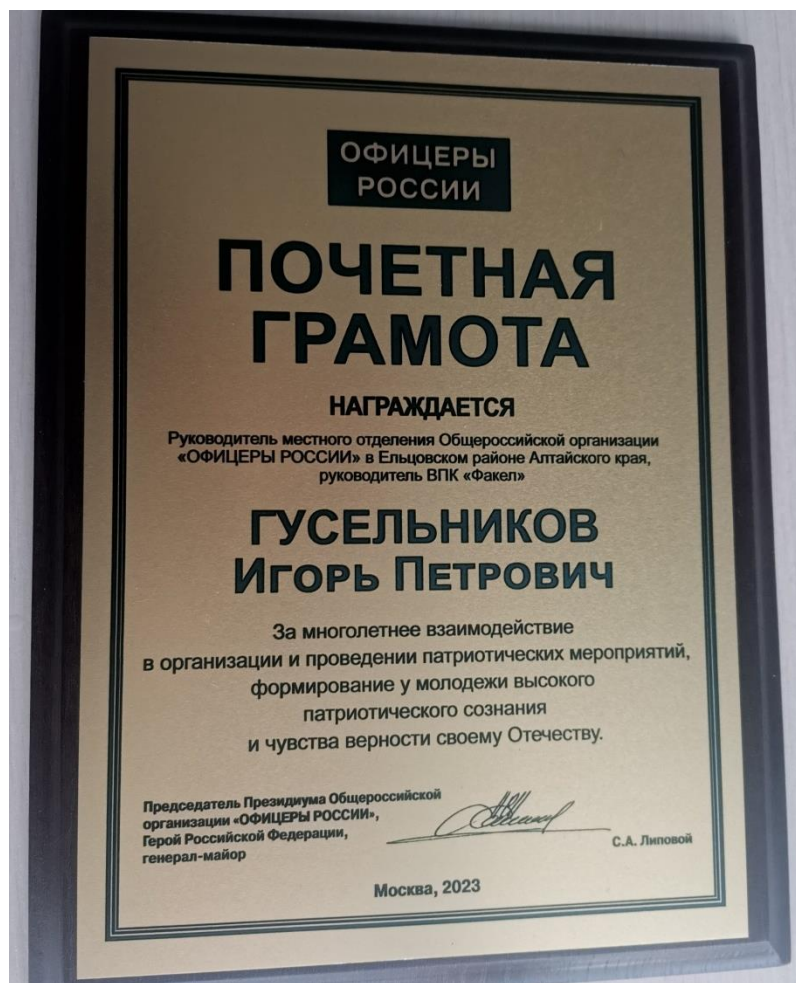 ОФИЦЕРЫ
РОССИИ
ПОЧЕТНАЯ
ГРАМОТА
НАГРАЖДАЕТСЯ
Руководитель местного отделения Общероссийской организации
«ОФИЦЕРЫ РОССИИ» в Ельцовском районе Алтайского края,
руководитель ВПК «Факел»
ГУСЕЛЬНИКОВ
ИГОРЬ ПЕТРОВИЧ
За многолетнее взаимодействие
в организации и проведении патриотических мероприятий,
формирование у молодежи высокого
патриотического сознания
и чувства верности своему Отечеству.
Председатель Президиума Общероссийской
организации «ОФИЦЕРЫ РОССИИ»,
Герой Российской Федерации,
генерал-майор
С.А. Липовой
Москва, 2023